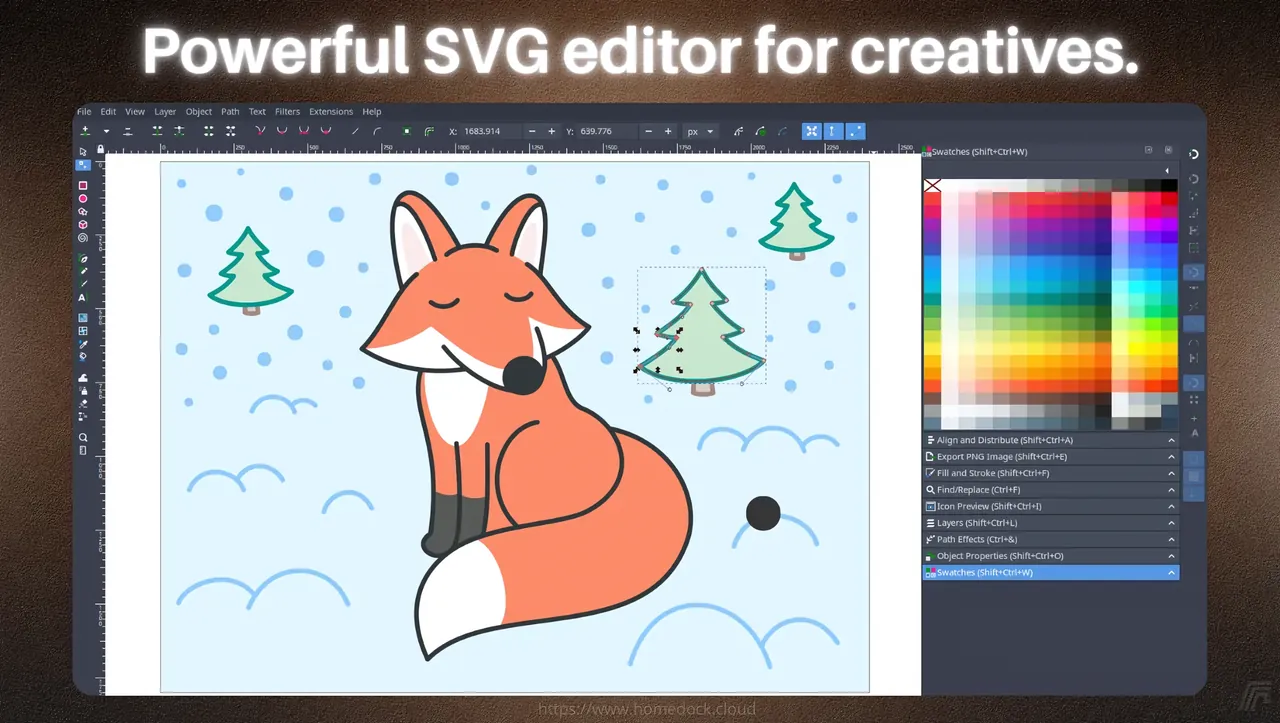 Powerful SVG editor for creatives.
File Edit View Layer Object Path Text Filters Extensions Help
X: 1683.914 Y: 639.776 px
Swatches (Shift+Ctrl+W)
0 250 500 750 1000 1250 1500 1750 2000 2250 2500
Align and Distribute (Shift+Ctrl+A)
Export PNG Image (Shift+Ctrl+E)
Fill and Stroke (Shift+Ctrl+F)
Find/Replace (Ctrl+F)
Icon Preview (Shift+Ctrl+I)
Layers (Shift+Ctrl+L)
Path Effects (Ctrl+&)
Object Properties (Shift+Ctrl+O)
Swatches (Shift+Ctrl+W)
https://www.homedock.cloud